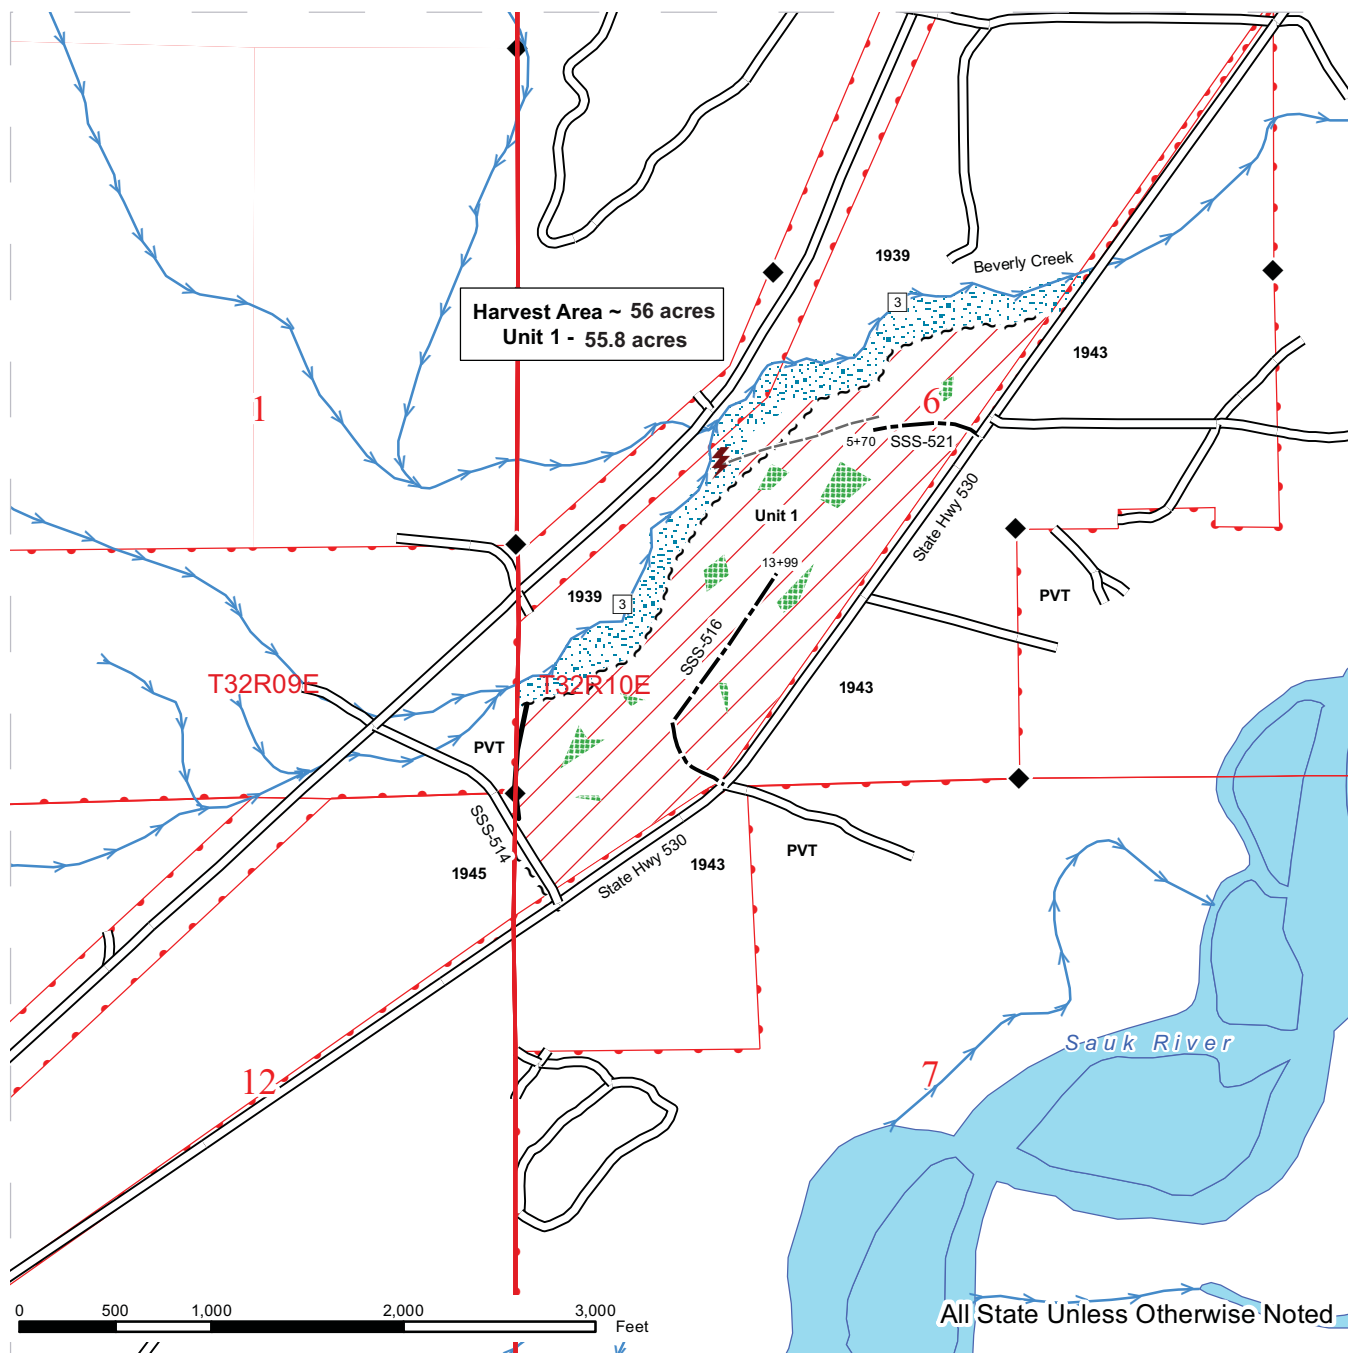 1939
Beverly Creek
3
Harvest Area ~ 56 acres
Unit 1 - 55.8 acres
1943
1
6
5+70
SSS-521
State Hwy 530
Unit 1
13+99
1939
3
PVT
SSS-516
T32R09E
T32R10E
1943
PVT
SSS-514
1945
State Hwy 530
1943
PVT
Sauk River
12
7
0
500
1,000
2,000
3,000
Feet
All State Unless Otherwise Noted